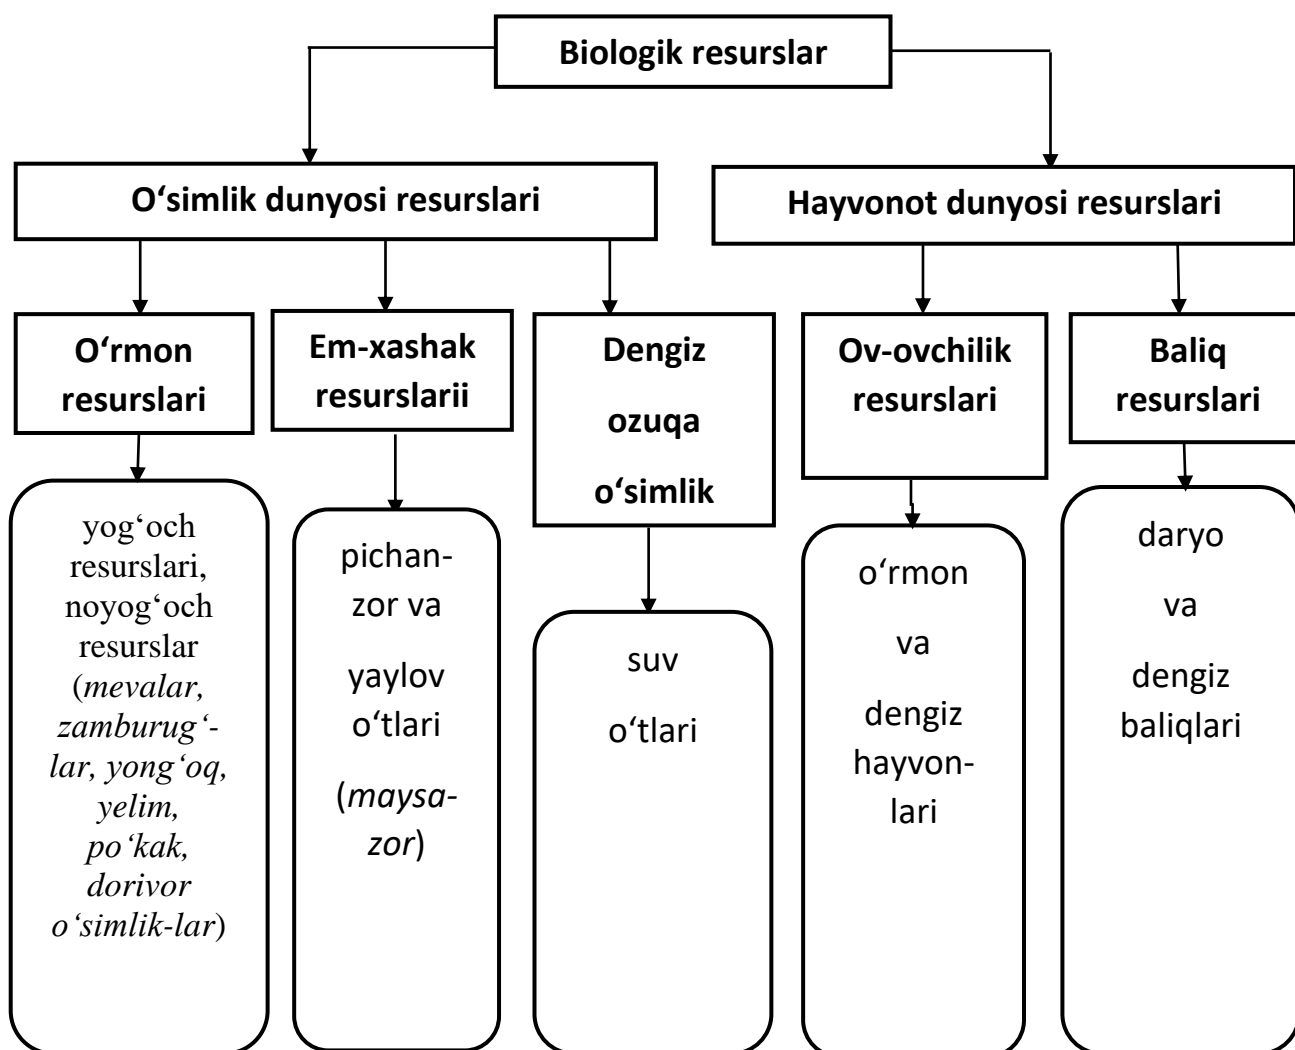 Biologik resurslar
O‘simlik dunyosi resurslari
Hayvonot dunyosi resurslari
O‘rmon
resurslari
Em-xashak
resurslarii
Dengiz
ozuqa
o‘simlik
Ov-ovchilik
resurslari
Baliq
resurslari
yog‘och
resurslari,
noyog‘och
resurslar
(mevalar,
zamburug‘-
lar, yong‘oq,
yelim,
po‘kak,
dorivor
o‘simlik-lar)
pichan-
zor va
yaylov
o‘tlari
(maysa-
zor)
suv
o‘tlari
o‘rmon
va
dengiz
hayvon-
lari
daryo
va
dengiz
baliqlari